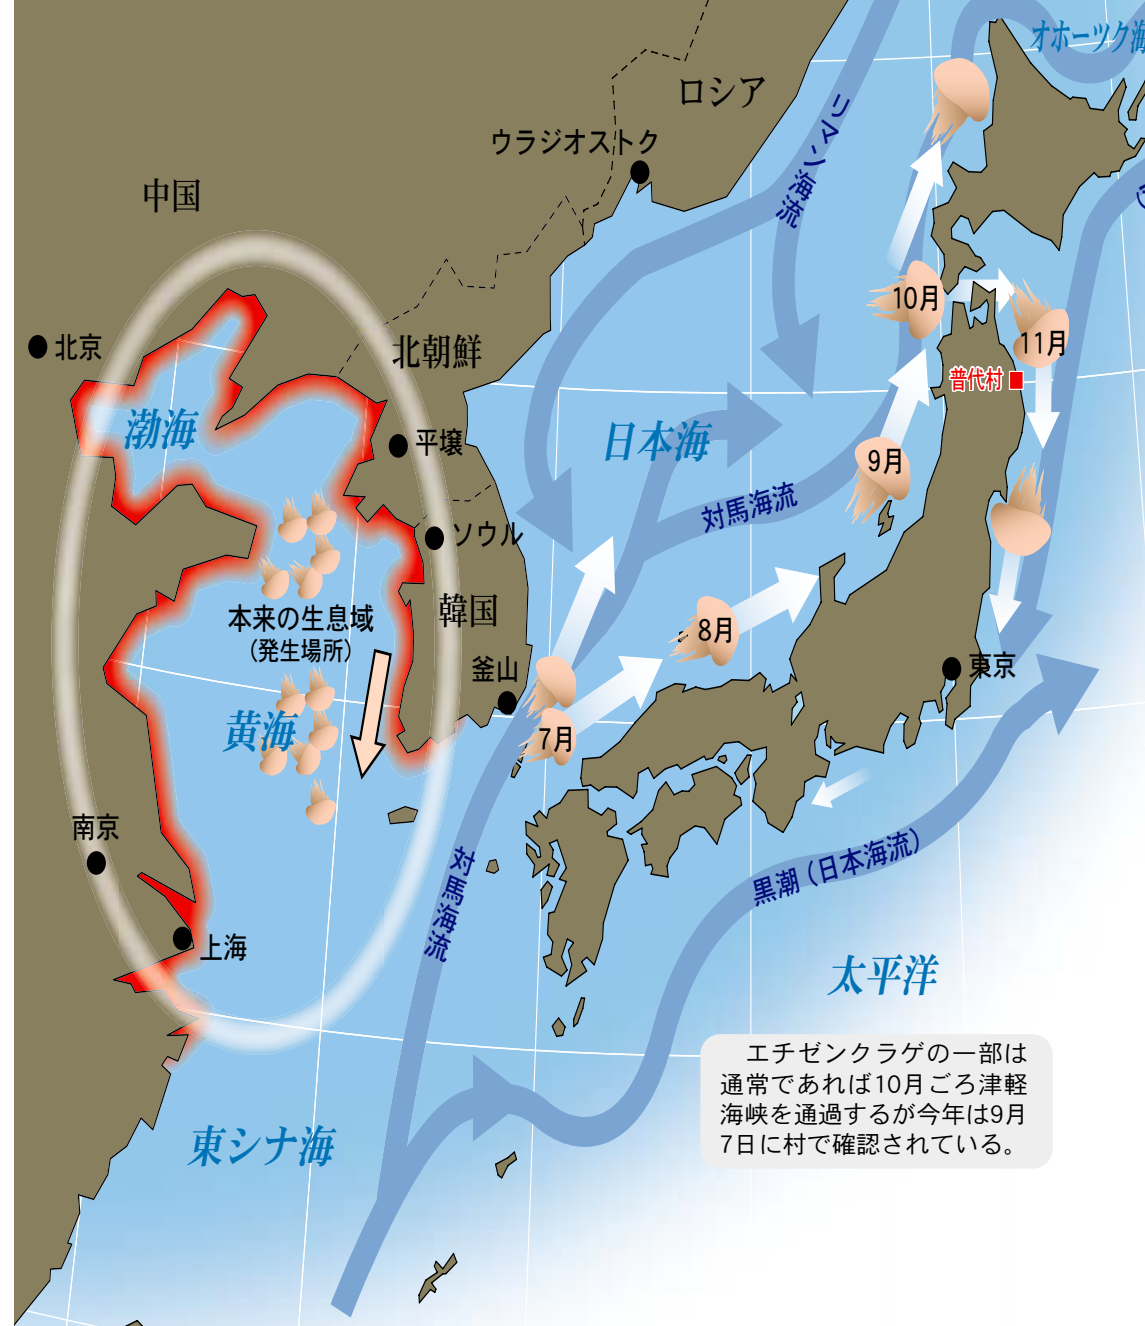 オホーツク海
ロシア
リマン海流
ウラジオストク
中国
10月
11月
北京
北朝鮮
普代村
渤海
平壌
日本海
9月
対馬海流
ソウル
韓国
本来の生息域
（発生場所）
8月
釜山
東京
黄海
7月
南京
対馬海流
黒潮（日本海流）
上海
太平洋
東シナ海
エチゼンクラゲの一部は
通常であれば10月ごろ津軽
海峡を通過するが今年は9月
7日に村で確認されている。